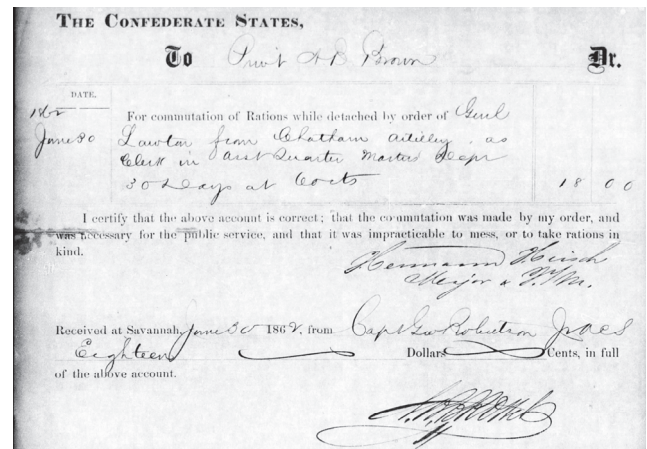 THE CONFEDERATE STATES,
To Privt A B Brown Dr.
DATE.
1862 For commutation of Rations while detached by order of Genl
June 30 Lawton from Chatham artillery, as
Clerk in asst Quarter Masters Dept
30 Days at 60cts 18 00
I certify that the above account is correct; that the commutation was made by my order, and
was necessary for the public service, and that it was impracticable to mess, or to take rations in
kind.
Hermann Hirsch
Major & Q.M.
Received at Savannah, June 30 1862, from Capt Geo Robertson Jr
Eighteen Dollars Cents, in full
of the above account.